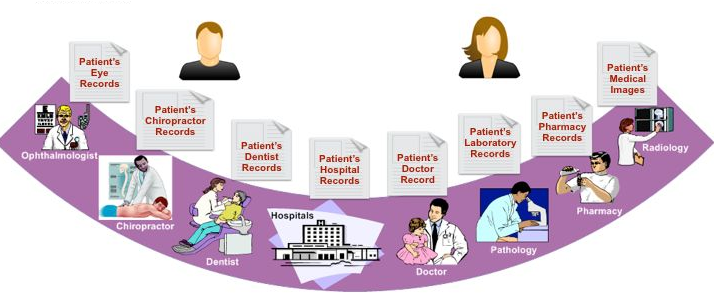 Patient's
Eye
Records
Patient's
Chiropractor
Records
Patient's
Dentist
Records
Patient's
Hospital
Records
Patient's
Doctor
Record
Patient's
Laboratory
Records
Patient's
Pharmacy
Records
Patient's
Medical
Images
Ophthalmologist
Chiropractor
Dentist
Hospitals
Doctor
Pathology
Pharmacy
Radiology